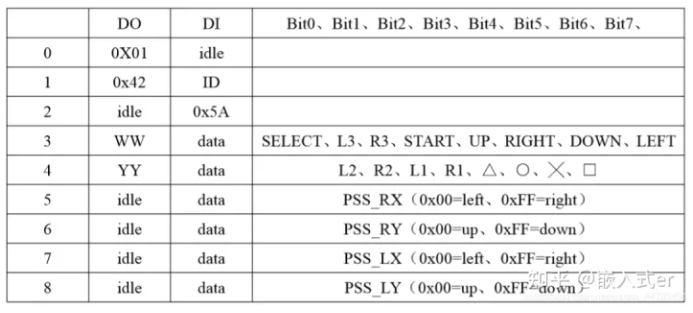 DO DI Bit0、Bit1、Bit2、Bit3、Bit4、Bit5、Bit6、Bit7、
0 0X01 idle
1 0x42 ID
2 idle 0x5A
3 WW data SELECT、L3、R3、START、UP、RIGHT、DOWN、LEFT
4 YY data L2、R2、L1、R1、△、○、╳、□
5 idle data PSS_RX（0x00=left、0xFF=right）
6 idle data PSS_RY（0x00=up、0xFF=down）
7 idle data PSS_LX（0x00=left、0xFF=right）
8 idle data PSS_LY（0x00=up、0xFF=down）
知乎 @嵌入式er